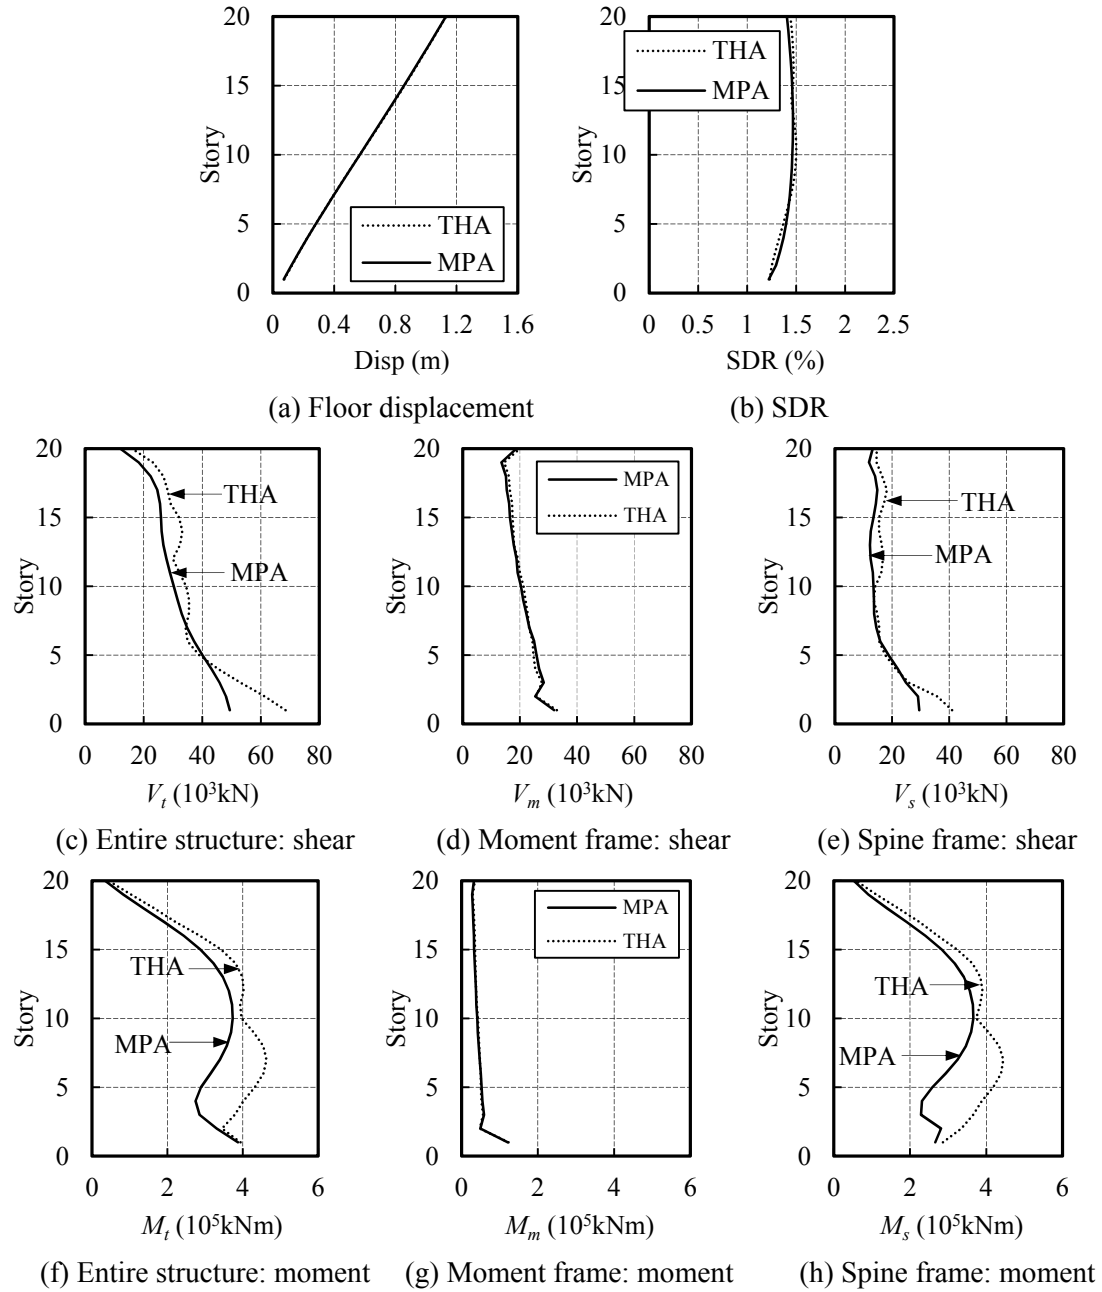 20
15
10
5
0
Story
THA
MPA
0 0.4 0.8 1.2 1.6
Disp (m)
(a) Floor displacement
20
15
10
5
0
Story
THA
MPA
0 0.5 1 1.5 2 2.5
SDR (%)
(b) SDR
20
15
10
5
0
Story
THA
MPA
0 20 40 60 80
V_t (10³kN)
(c) Entire structure: shear
20
15
10
5
0
Story
MPA
THA
0 20 40 60 80
V_m (10³kN)
(d) Moment frame: shear
20
15
10
5
0
Story
THA
MPA
0 20 40 60 80
V_s (10³kN)
(e) Spine frame: shear
20
15
10
5
0
Story
THA
MPA
0 2 4 6
M_t (10⁵kNm)
(f) Entire structure: moment
20
15
10
5
0
Story
MPA
THA
0 2 4 6
M_m (10⁵kNm)
(g) Moment frame: moment
20
15
10
5
0
Story
THA
MPA
0 2 4 6
M_s (10⁵kNm)
(h) Spine frame: moment